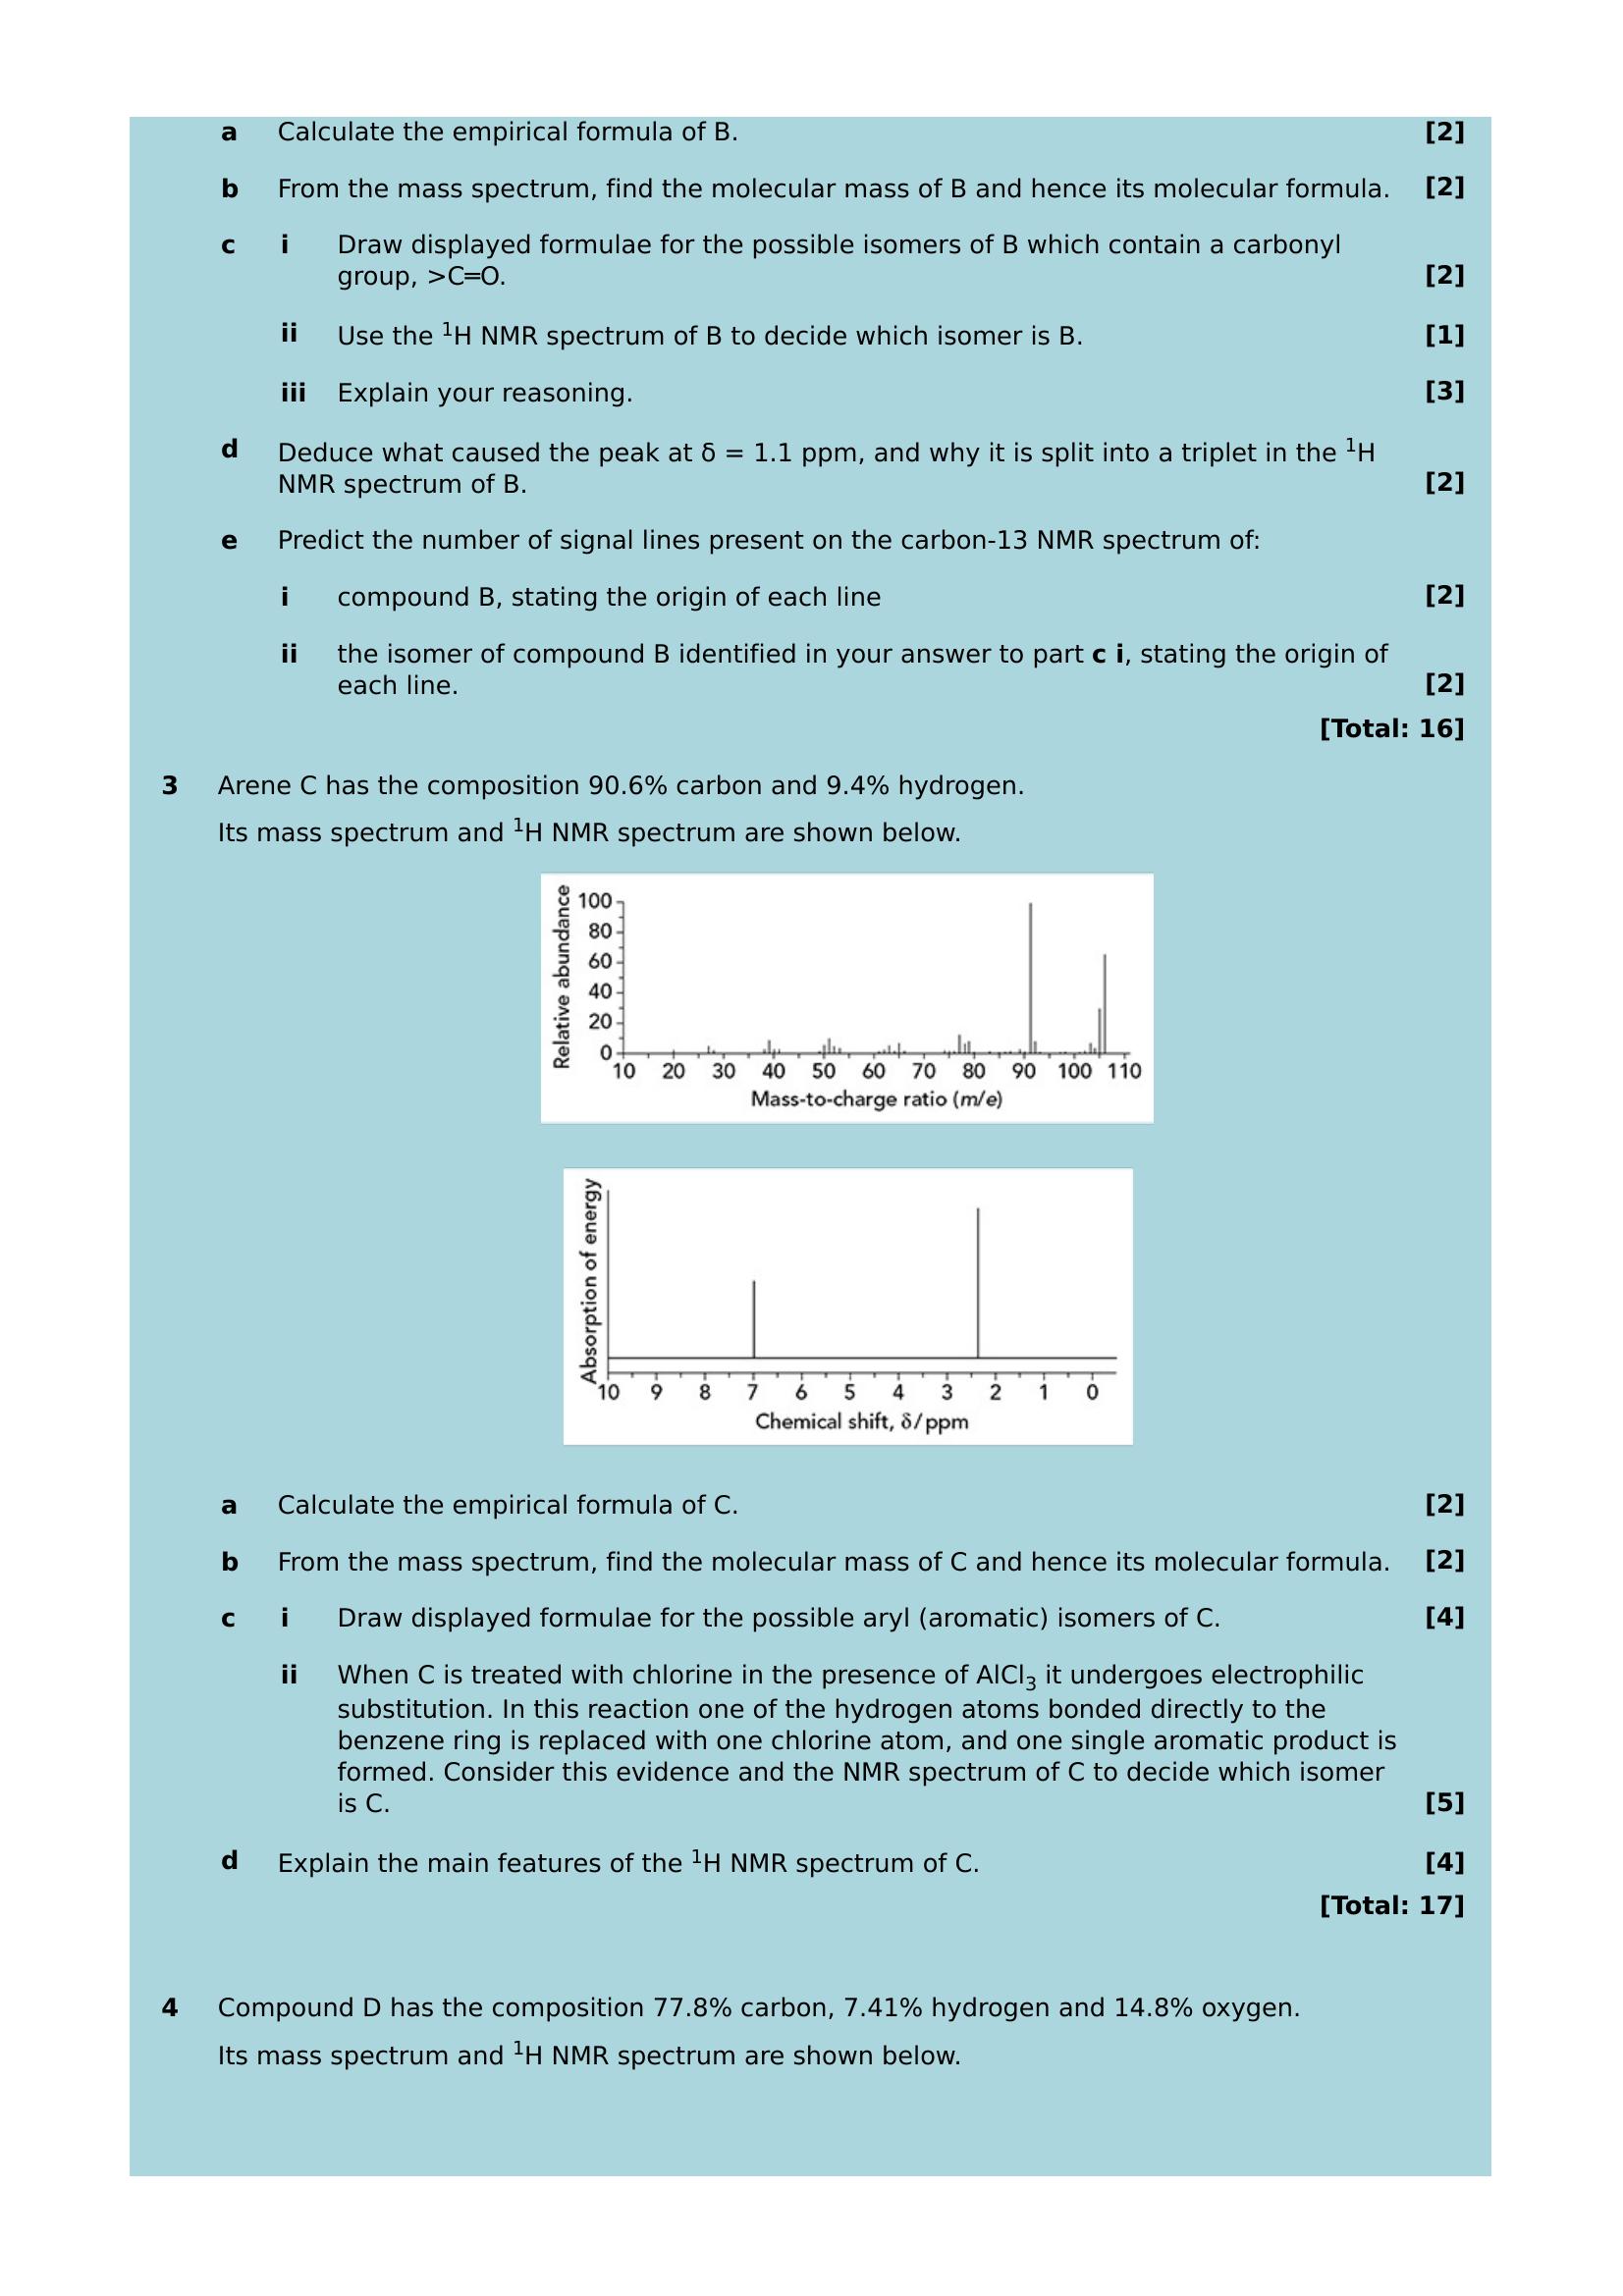 a Calculate the empirical formula of B. [2]
b From the mass spectrum, find the molecular mass of B and hence its molecular formula. [2]
c i Draw displayed formulae for the possible isomers of B which contain a carbonyl
group, >C=O. [2]
ii Use the ¹H NMR spectrum of B to decide which isomer is B. [1]
iii Explain your reasoning. [3]
d Deduce what caused the peak at δ = 1.1 ppm, and why it is split into a triplet in the ¹H
NMR spectrum of B. [2]
e Predict the number of signal lines present on the carbon-13 NMR spectrum of:
i compound B, stating the origin of each line [2]
ii the isomer of compound B identified in your answer to part c i, stating the origin of
each line. [2]
[Total: 16]
3 Arene C has the composition 90.6% carbon and 9.4% hydrogen.
Its mass spectrum and ¹H NMR spectrum are shown below.
Relative abundance
100
80
60
40
20
0
10 20 30 40 50 60 70 80 90 100 110
Mass-to-charge ratio (m/e)
Absorption of energy
10 9 8 7 6 5 4 3 2 1 0
Chemical shift, δ/ppm
a Calculate the empirical formula of C. [2]
b From the mass spectrum, find the molecular mass of C and hence its molecular formula. [2]
c i Draw displayed formulae for the possible aryl (aromatic) isomers of C. [4]
ii When C is treated with chlorine in the presence of AlCl₃ it undergoes electrophilic
substitution. In this reaction one of the hydrogen atoms bonded directly to the
benzene ring is replaced with one chlorine atom, and one single aromatic product is
formed. Consider this evidence and the NMR spectrum of C to decide which isomer
is C. [5]
d Explain the main features of the ¹H NMR spectrum of C. [4]
[Total: 17]
4 Compound D has the composition 77.8% carbon, 7.41% hydrogen and 14.8% oxygen.
Its mass spectrum and ¹H NMR spectrum are shown below.